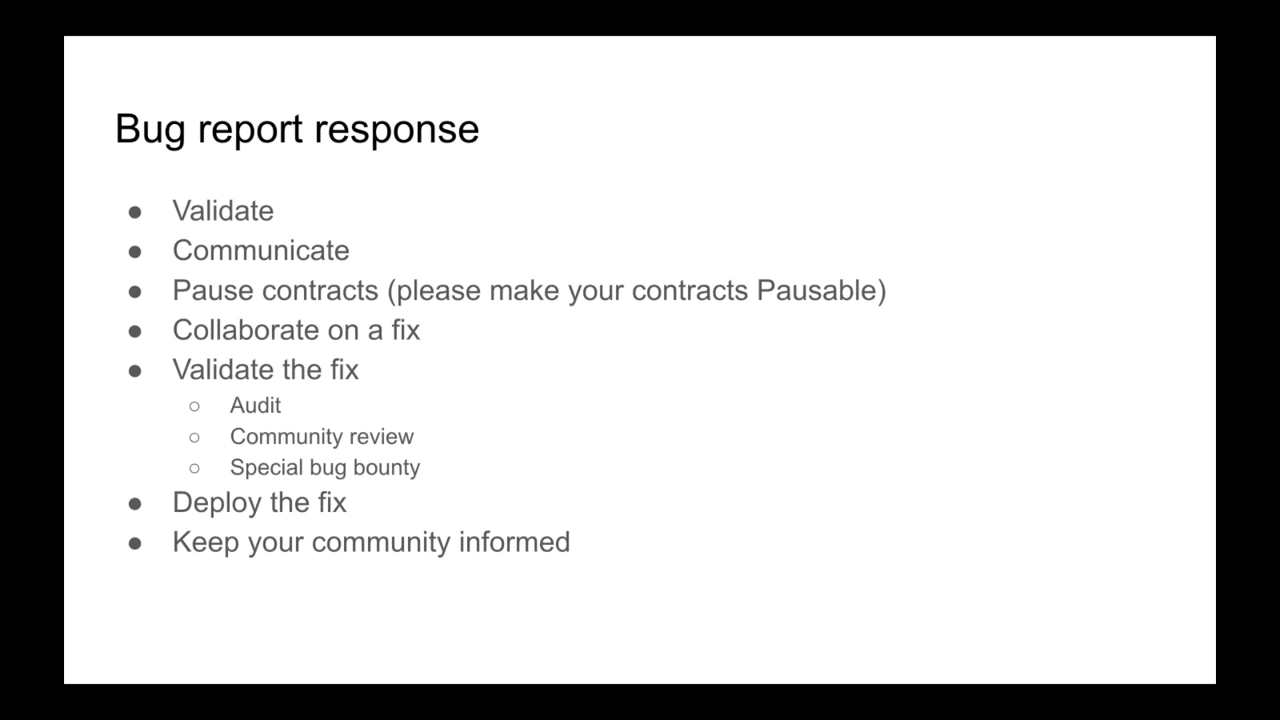 Bug report response
● Validate
● Communicate
● Pause contracts (please make your contracts Pausable)
● Collaborate on a fix
● Validate the fix
○ Audit
○ Community review
○ Special bug bounty
● Deploy the fix
● Keep your community informed